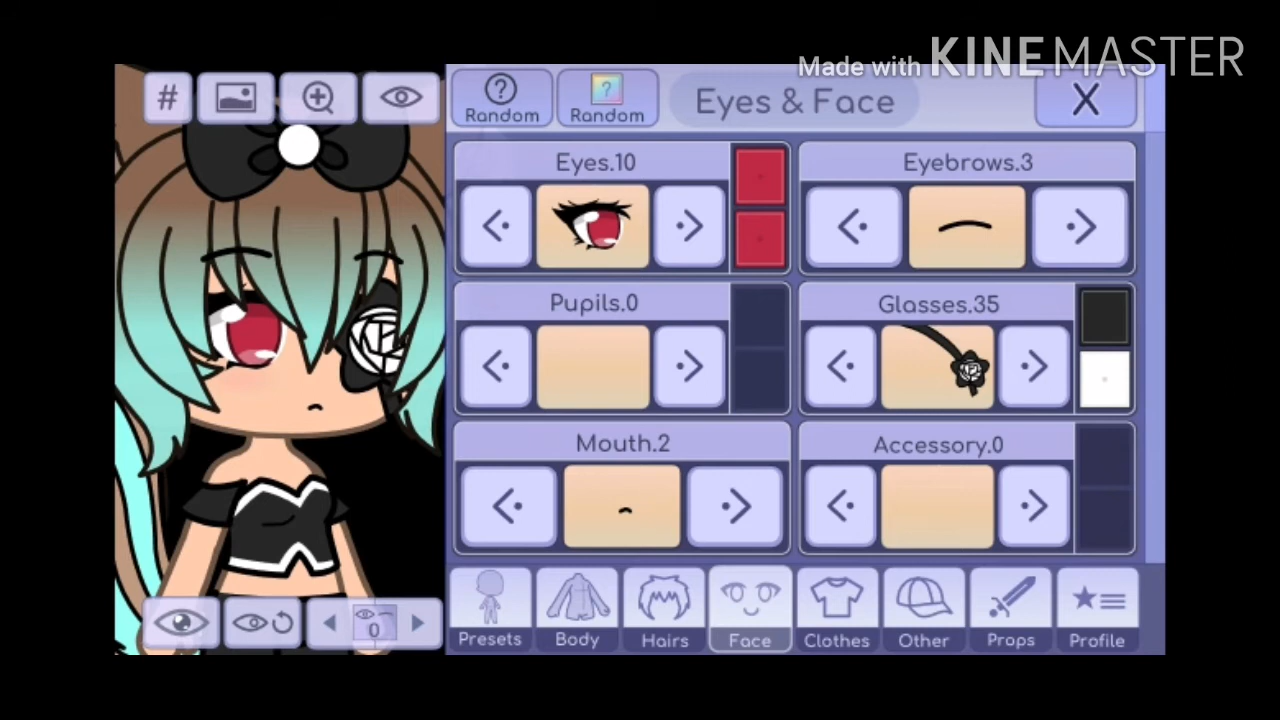 Made with KINEMASTER
#
? Random
? Random
Eyes & Face
X
Eyes.10
Eyebrows.3
Pupils.0
Glasses.35
Mouth.2
Accessory.0
0
Presets
Body
Hairs
Face
Clothes
Other
Props
Profile